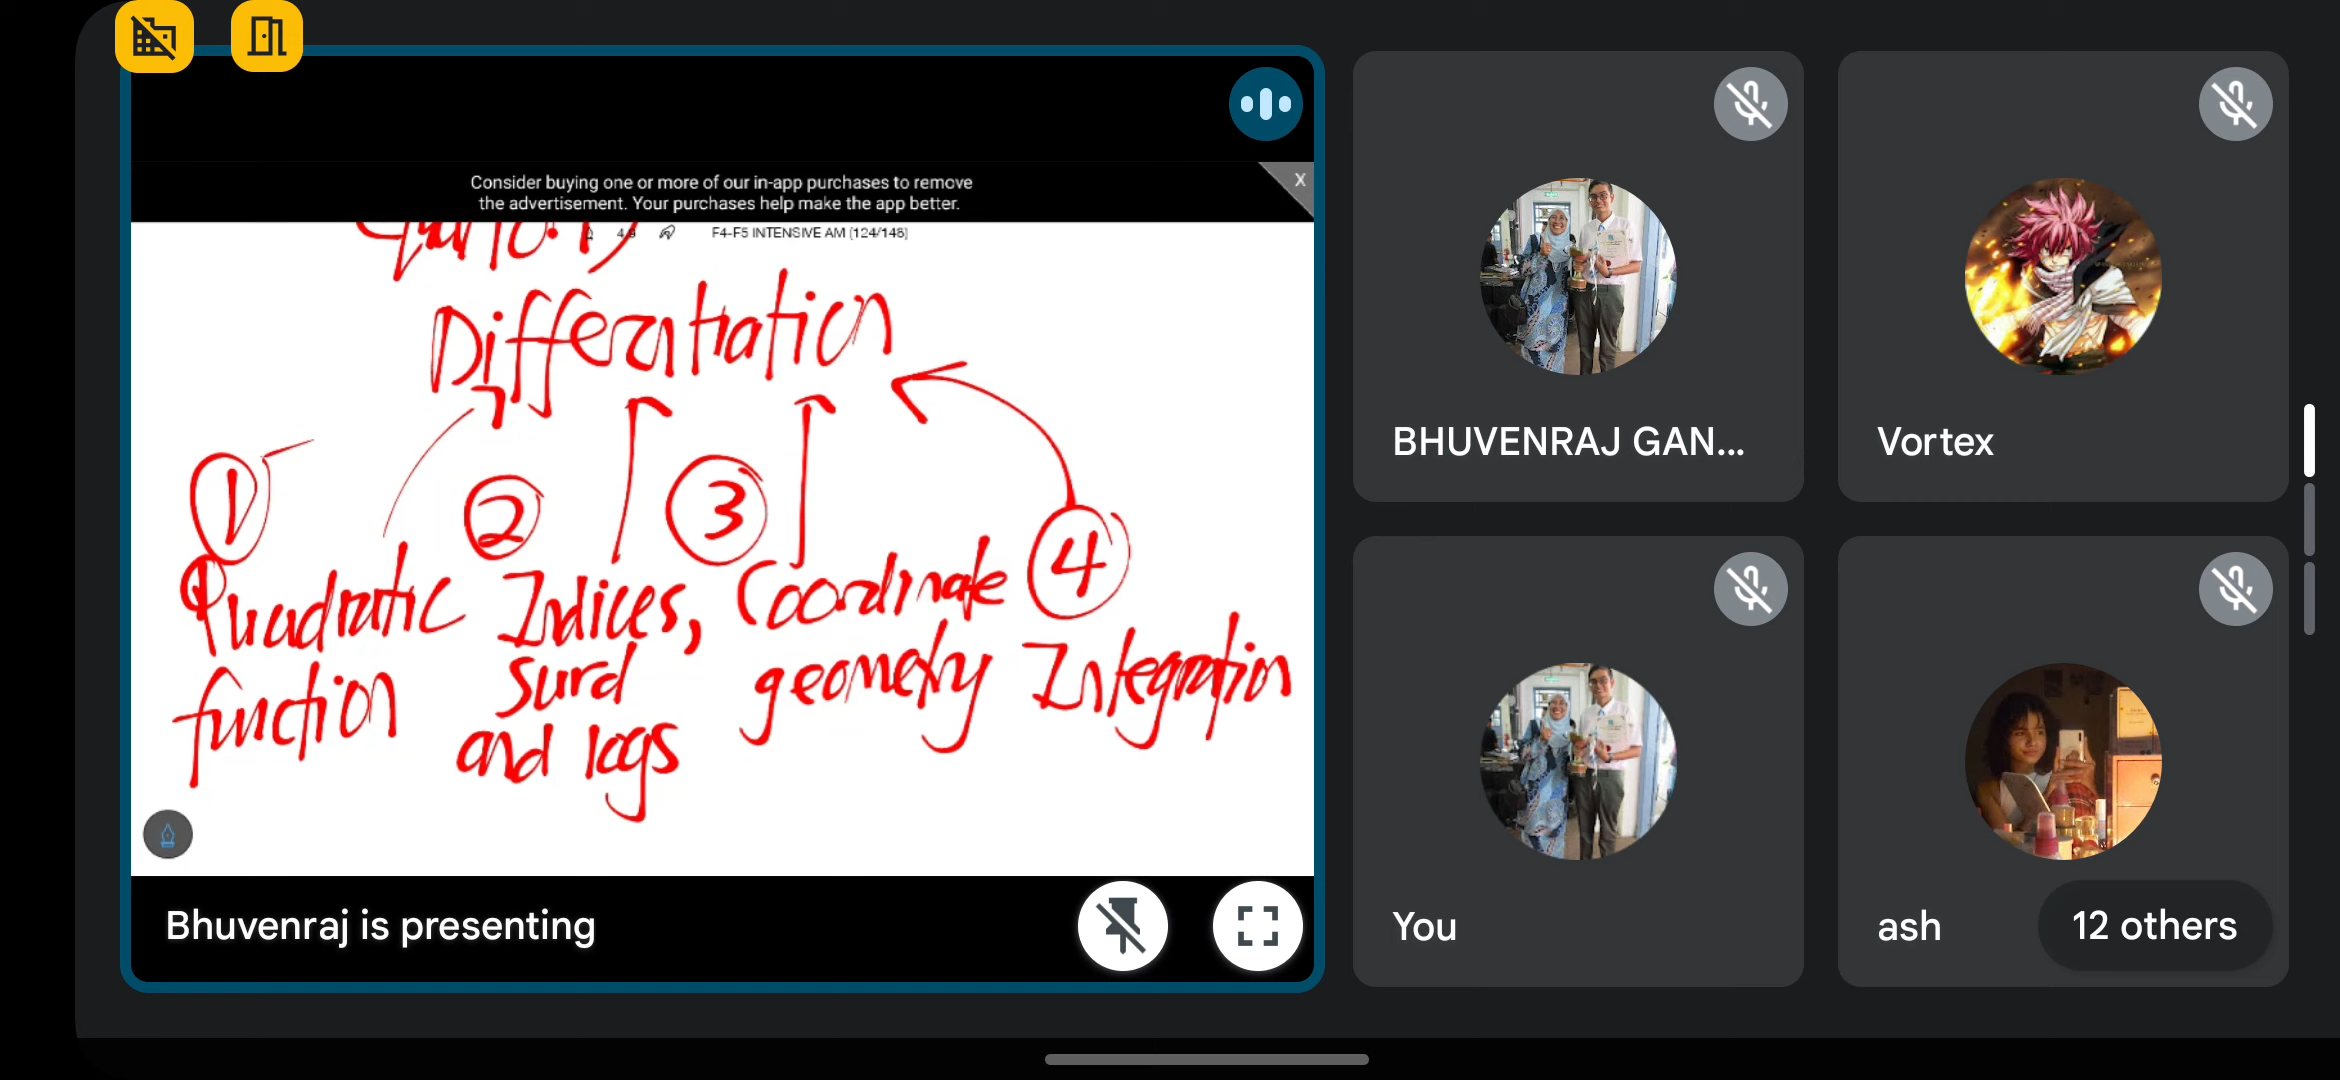 Consider buying one or more of our in-app purchases to remove
the advertisement. Your purchases help make the app better.
X
F4-F5 INTENSIVE AM (124/148)
Differentiation
1
2
3
4
Quadratic
function
Indices,
surd
and logs
Coordinate
geometry
Integration
Bhuvenraj is presenting
BHUVENRAJ GAN...
Vortex
You
ash
12 others